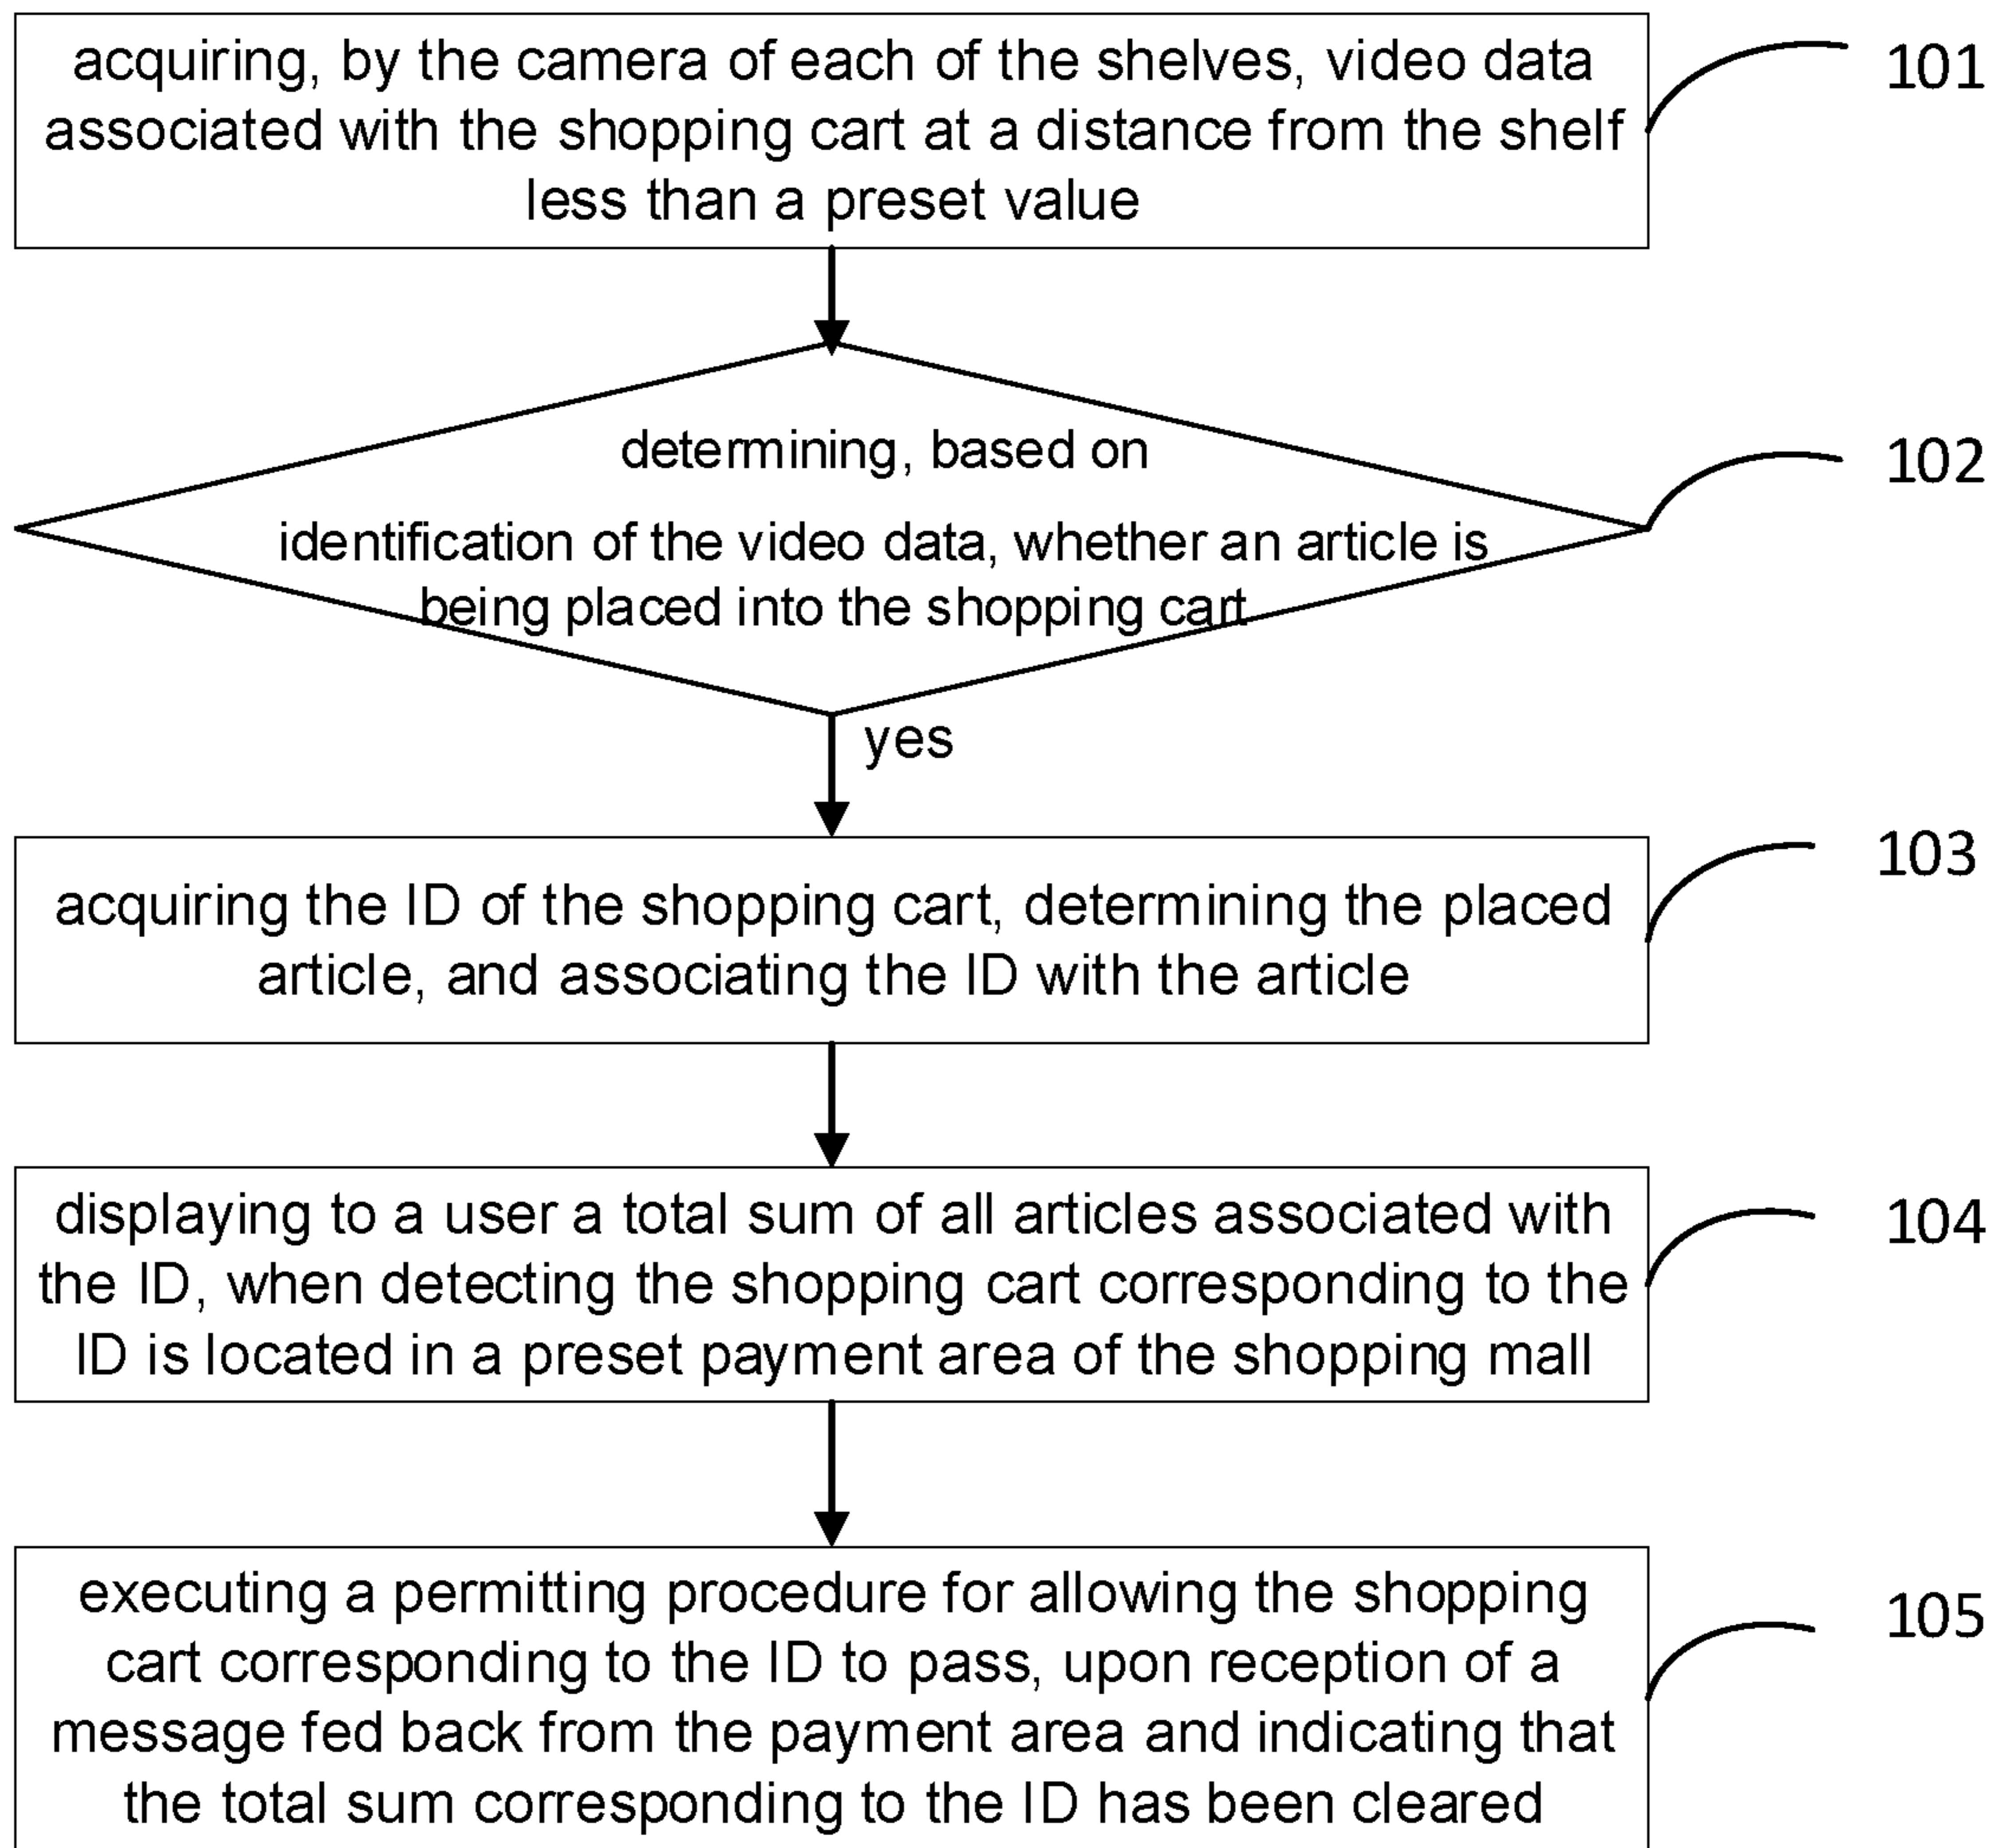 acquiring, by the camera of each of the shelves, video data
associated with the shopping cart at a distance from the shelf
less than a preset value
101
determining, based on
identification of the video data, whether an article is
being placed into the shopping cart
102
yes
acquiring the ID of the shopping cart, determining the placed
article, and associating the ID with the article
103
displaying to a user a total sum of all articles associated with
the ID, when detecting the shopping cart corresponding to the
ID is located in a preset payment area of the shopping mall
104
executing a permitting procedure for allowing the shopping
cart corresponding to the ID to pass, upon reception of a
message fed back from the payment area and indicating that
the total sum corresponding to the ID has been cleared
105